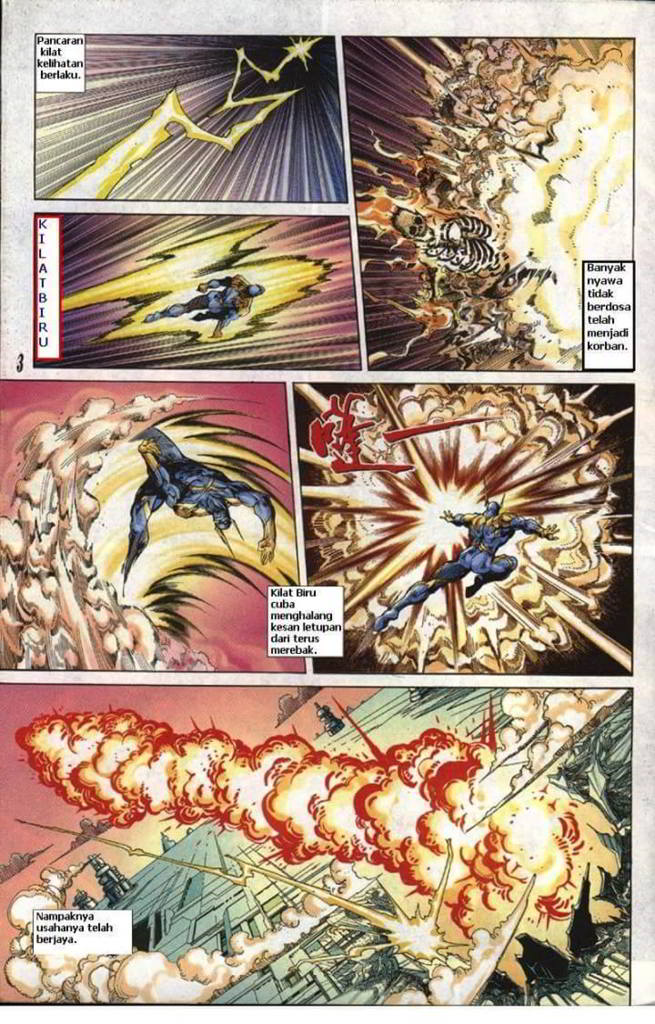 Pancaran
kilat
kelihatan
berlaku.
KILATBIRU
Banyak
nyawa
tidak
berdosa
telah
menjadi
korban.
3
Kilat Biru
cuba
menghalang
kesan letupan
dari terus
merebak.
Nampaknya
usahanya telah
berjaya.